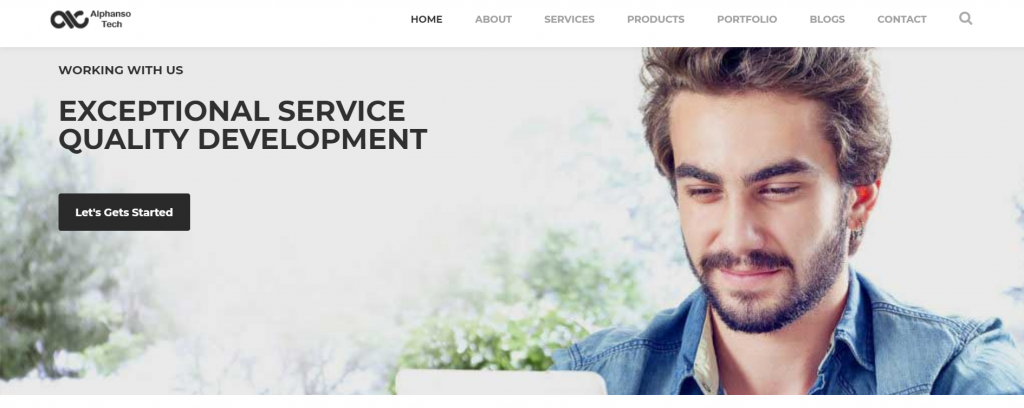 Alphanso
Tech
HOME ABOUT SERVICES PRODUCTS PORTFOLIO BLOGS CONTACT
WORKING WITH US
EXCEPTIONAL SERVICE
QUALITY DEVELOPMENT
Let's Gets Started